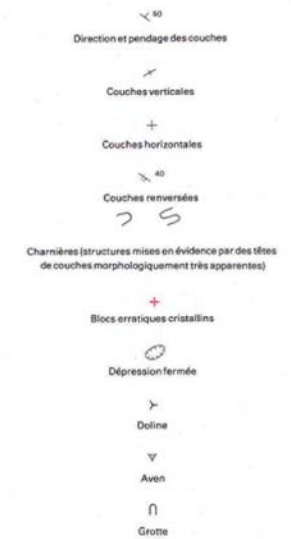 50
Direction et pendage des couches
Couches verticales
Couches horizontales
40
Couches renversées
Charnières (structures mises en évidence par des têtes
de couches morphologiquement très apparentes)
Blocs erratiques cristallins
Dépression fermée
Doline
Aven
Grotte